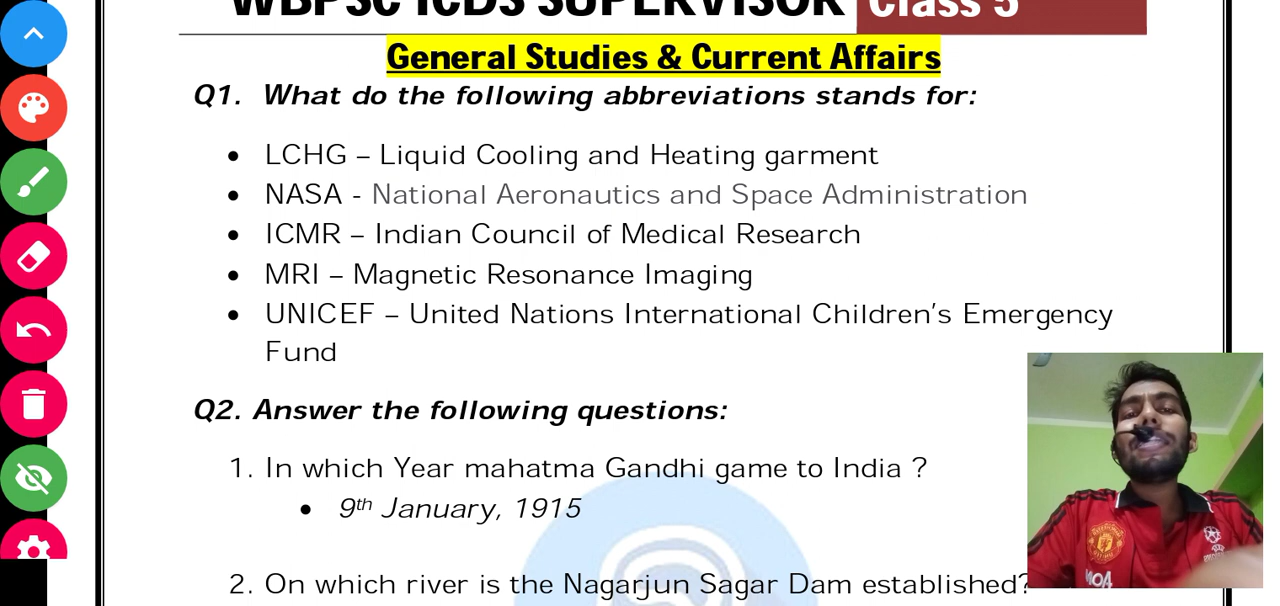 WBPSC ICDS SUPERVISOR Class 5
General Studies & Current Affairs
Q1. What do the following abbreviations stands for:
• LCHG – Liquid Cooling and Heating garment
• NASA - National Aeronautics and Space Administration
• ICMR – Indian Council of Medical Research
• MRI – Magnetic Resonance Imaging
• UNICEF – United Nations International Children's Emergency
Fund
Q2. Answer the following questions:
1. In which Year mahatma Gandhi game to India ?
• 9th January, 1915
2. On which river is the Nagarjun Sagar Dam established?